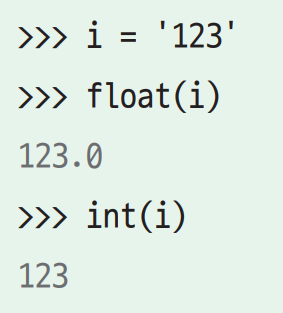 >>> i = '123'
>>> float(i)
123.0
>>> int(i)
123